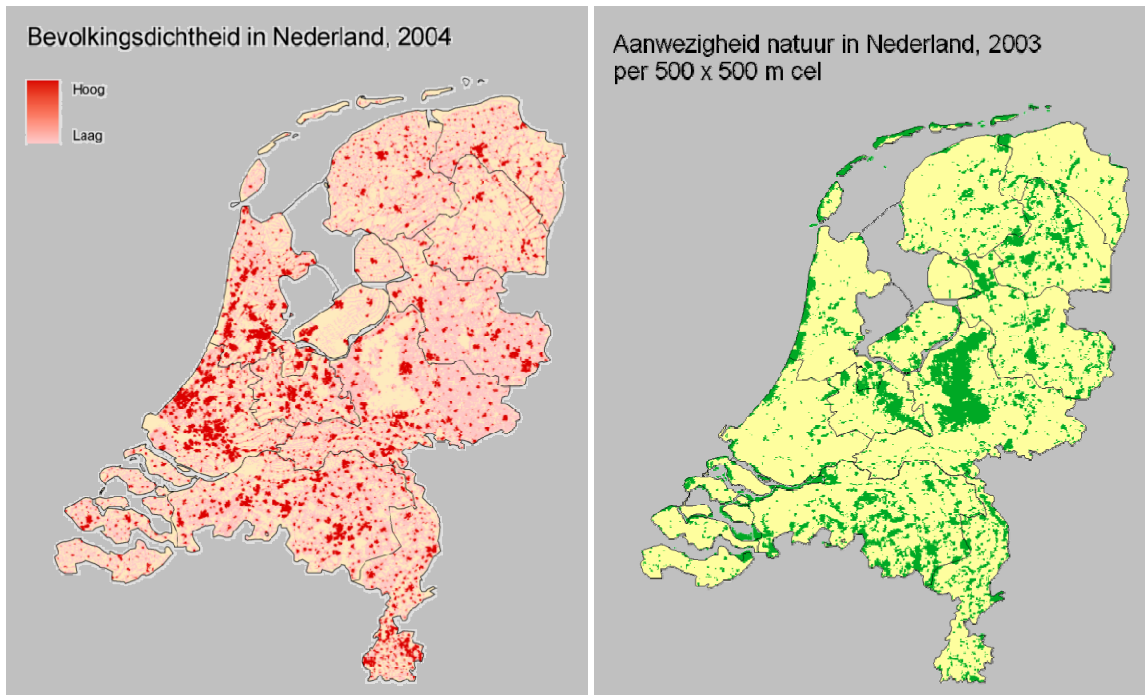 Bevolkingsdichtheid in Nederland, 2004
Hoog
Laag
Aanwezigheid natuur in Nederland, 2003
per 500 x 500 m cel